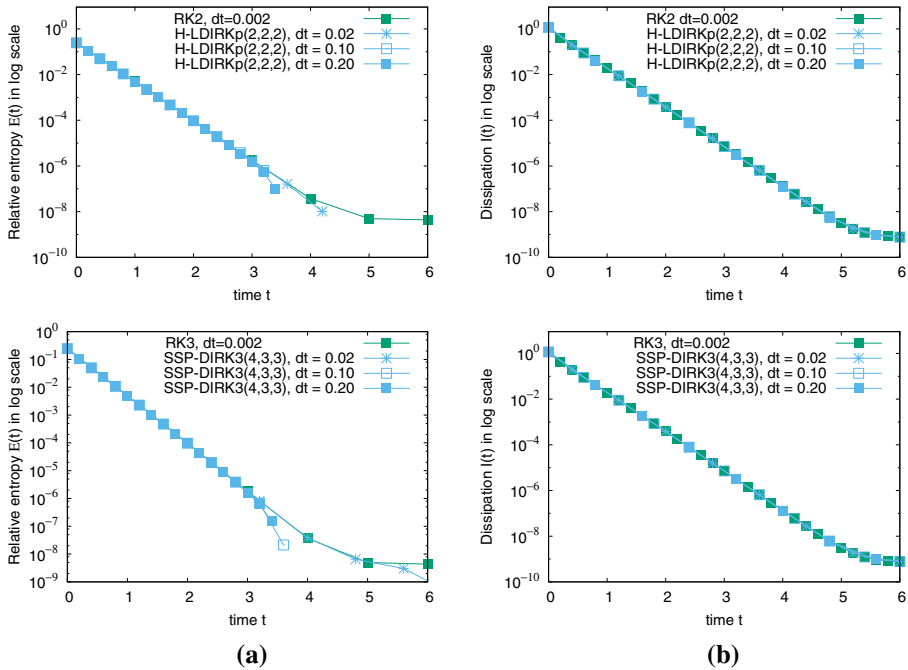 RK2, dt=0.002
H-LDIRKp(2,2,2), dt = 0.02
H-LDIRKp(2,2,2), dt = 0.10
H-LDIRKp(2,2,2), dt = 0.20
Relative entropy E(t) in log scale
10^0
10^-2
10^-4
10^-6
10^-8
10^-10
0 1 2 3 4 5 6
time t
RK2, dt=0.002
H-LDIRKp(2,2,2), dt = 0.02
H-LDIRKp(2,2,2), dt = 0.10
H-LDIRKp(2,2,2), dt = 0.20
Dissipation I(t) in log scale
10^0
10^-2
10^-4
10^-6
10^-8
10^-10
0 1 2 3 4 5 6
time t
RK3, dt=0.002
SSP-DIRK3(4,3,3), dt = 0.02
SSP-DIRK3(4,3,3), dt = 0.10
SSP-DIRK3(4,3,3), dt = 0.20
Relative entropy E(t) in log scale
10^0
10^-1
10^-2
10^-3
10^-4
10^-5
10^-6
10^-7
10^-8
10^-9
0 1 2 3 4 5 6
time t
RK3, dt=0.002
SSP-DIRK3(4,3,3), dt = 0.02
SSP-DIRK3(4,3,3), dt = 0.10
SSP-DIRK3(4,3,3), dt = 0.20
Dissipation I(t) in log scale
10^0
10^-2
10^-4
10^-6
10^-8
10^-10
0 1 2 3 4 5 6
time t
(a)
(b)